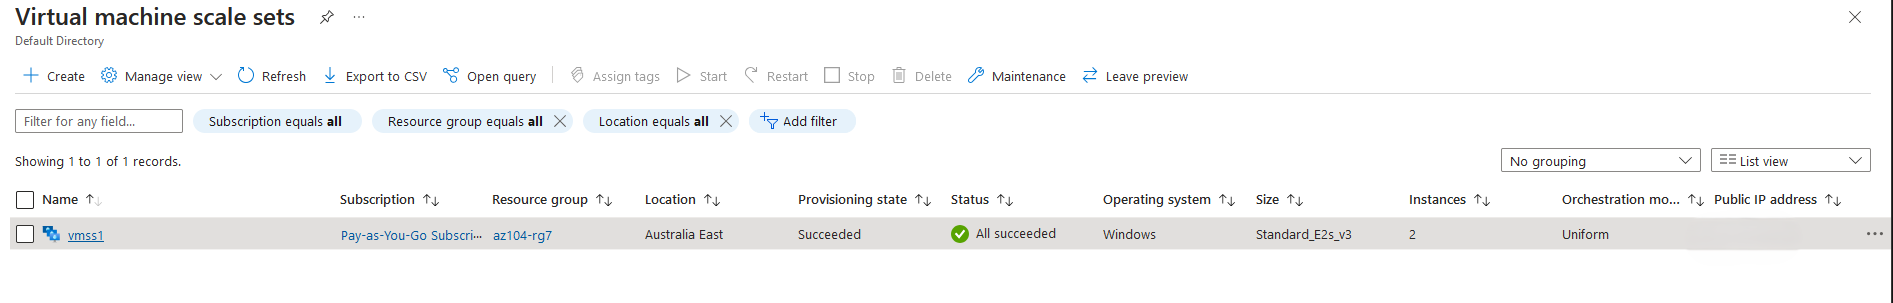 Virtual machine scale sets ...
Default Directory
Create Manage view Refresh Export to CSV Open query Assign tags Start Restart Stop Delete Maintenance Leave preview
Filter for any field... Subscription equals all Resource group equals all Location equals all Add filter
Showing 1 to 1 of 1 records. No grouping List view
Name Subscription Resource group Location Provisioning state Status Operating system Size Instances Orchestration mo... Public IP address
vmss1 Pay-as-You-Go Subscri... az104-rg7 Australia East Succeeded All succeeded Windows Standard_E2s_v3 2 Uniform ...